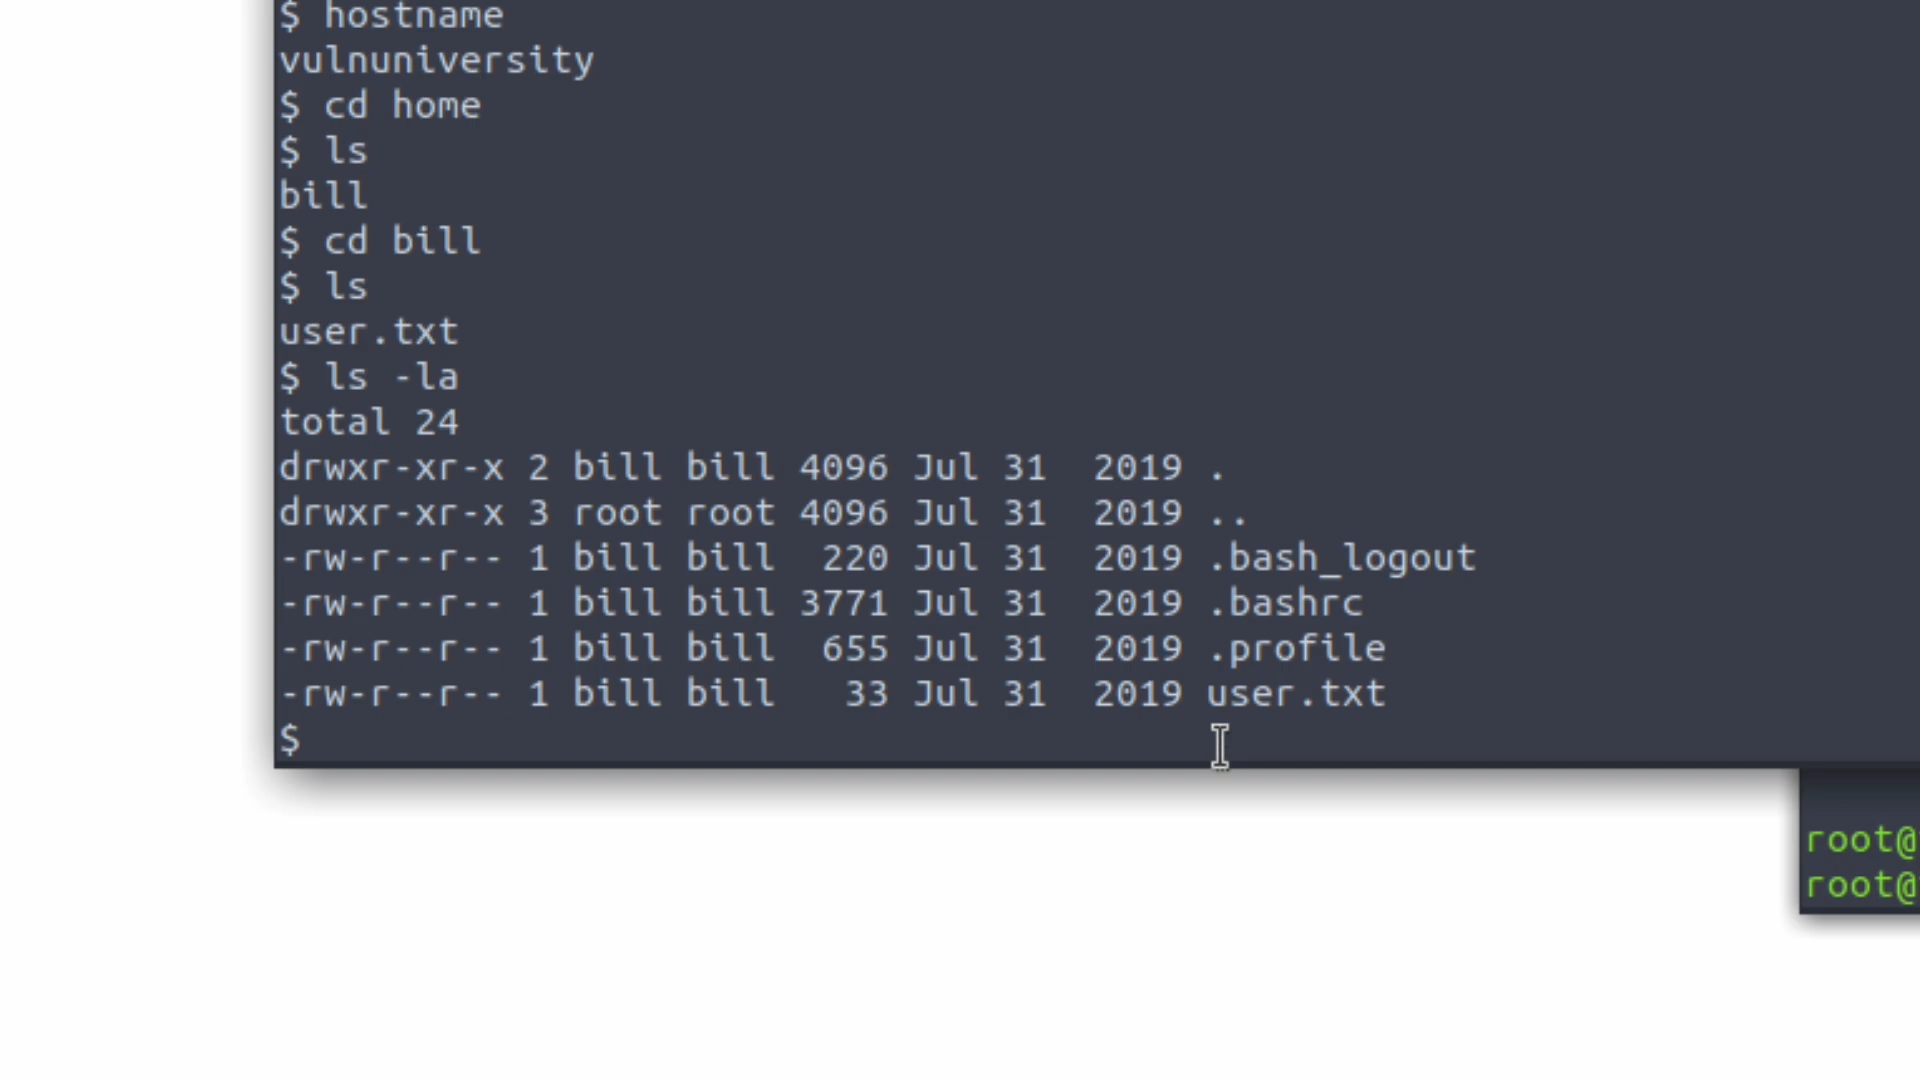 $ hostname
vulnuniversity
$ cd home
$ ls
bill
$ cd bill
$ ls
user.txt
$ ls -la
total 24
drwxr-xr-x 2 bill bill 4096 Jul 31  2019 .
drwxr-xr-x 3 root root 4096 Jul 31  2019 ..
-rw-r--r-- 1 bill bill  220 Jul 31  2019 .bash_logout
-rw-r--r-- 1 bill bill 3771 Jul 31  2019 .bashrc
-rw-r--r-- 1 bill bill  655 Jul 31  2019 .profile
-rw-r--r-- 1 bill bill   33 Jul 31  2019 user.txt
$
root@
root@